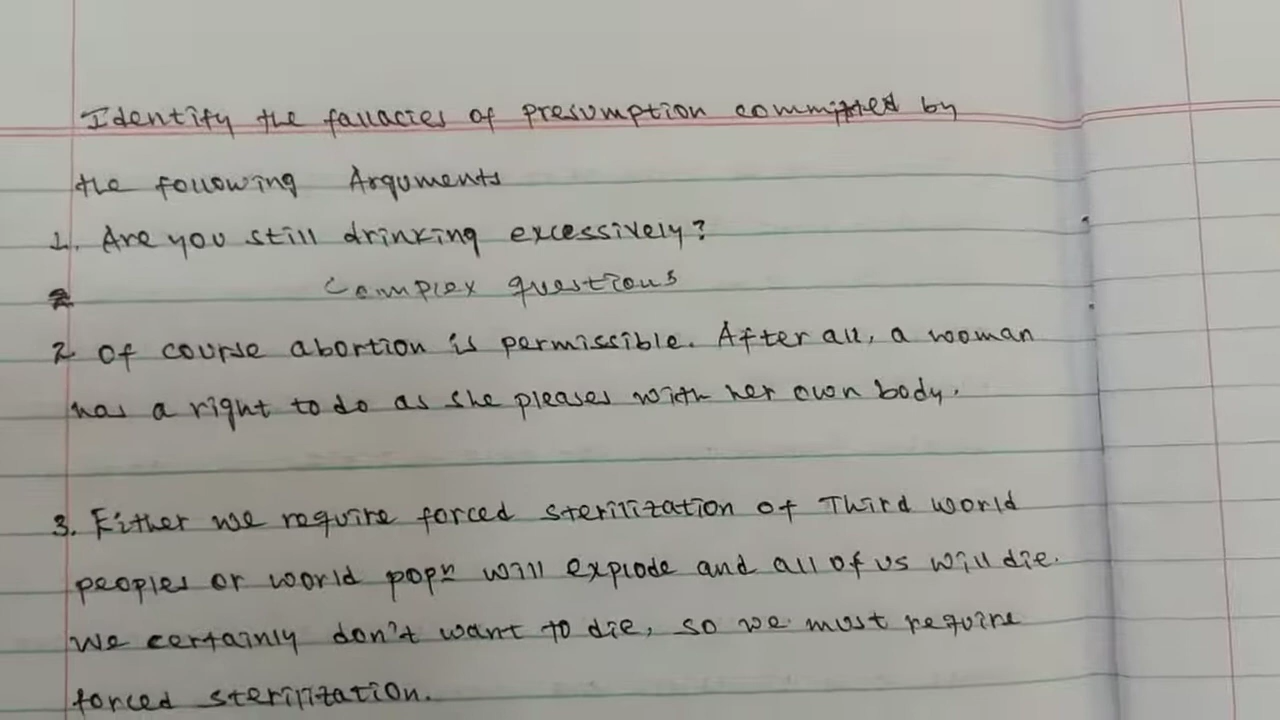 Identify the fallacies of presumption committed by
the following Arguments
1. Are you still drinking excessively?
Complex questions
2 Of course abortion is permissible. After all, a woman
has a right to do as she pleases with her own body.
3. Either we require forced sterilization of Third World
peoples or world popn will explode and all of us will die.
We certainly don't want to die, so we must require
forced sterilization.